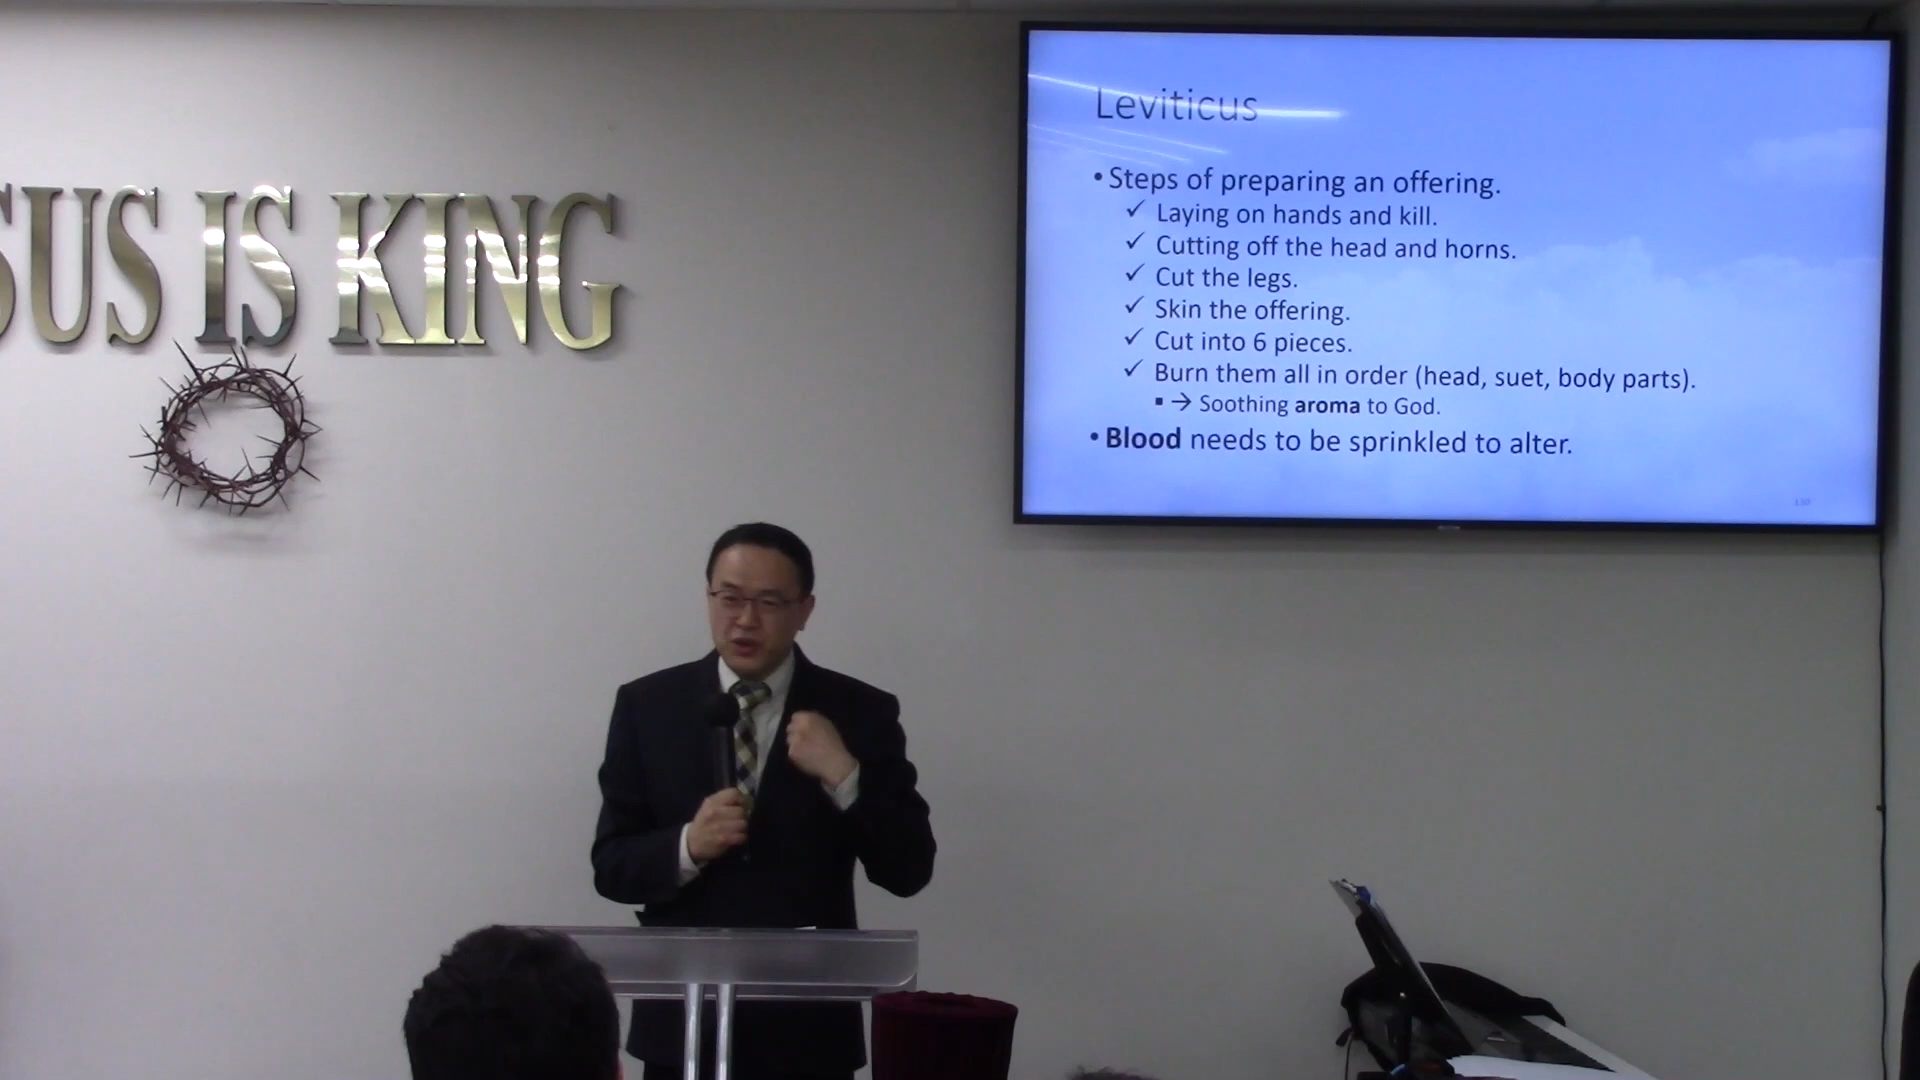 SUS IS KING
Leviticus
• Steps of preparing an offering.
✓ Laying on hands and kill.
✓ Cutting off the head and horns.
✓ Cut the legs.
✓ Skin the offering.
✓ Cut into 6 pieces.
✓ Burn them all in order (head, suet, body parts).
▪ → Soothing aroma to God.
• Blood needs to be sprinkled to alter.